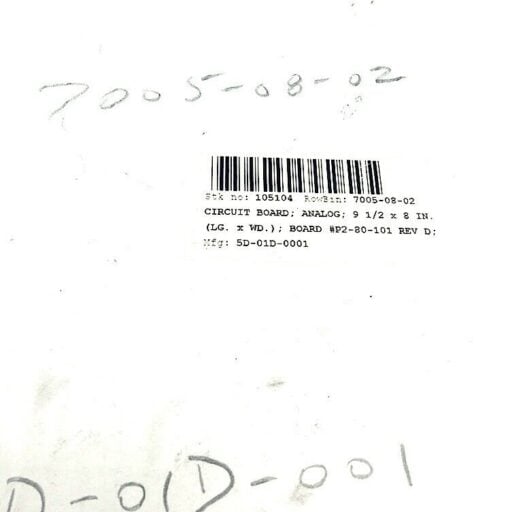 7005-08-02
Stk no: 105104 RowBin: 7005-08-02
CIRCUIT BOARD; ANALOG; 9 1/2 x 8 IN.
(LG. x WD.); BOARD #P2-80-101 REV D;
Mfg: 5D-01D-0001
D-01D-001